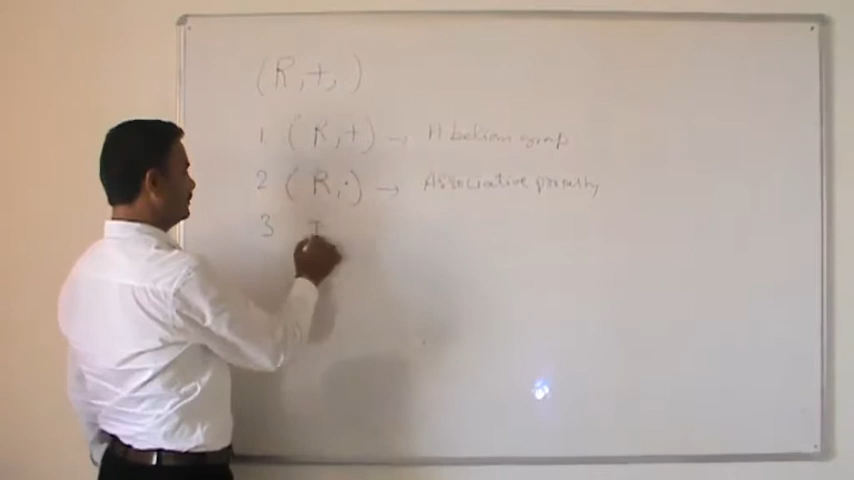 (R,+, )
1 (R,+) → Abelian group
2 (R,·) → Associative property
3 I